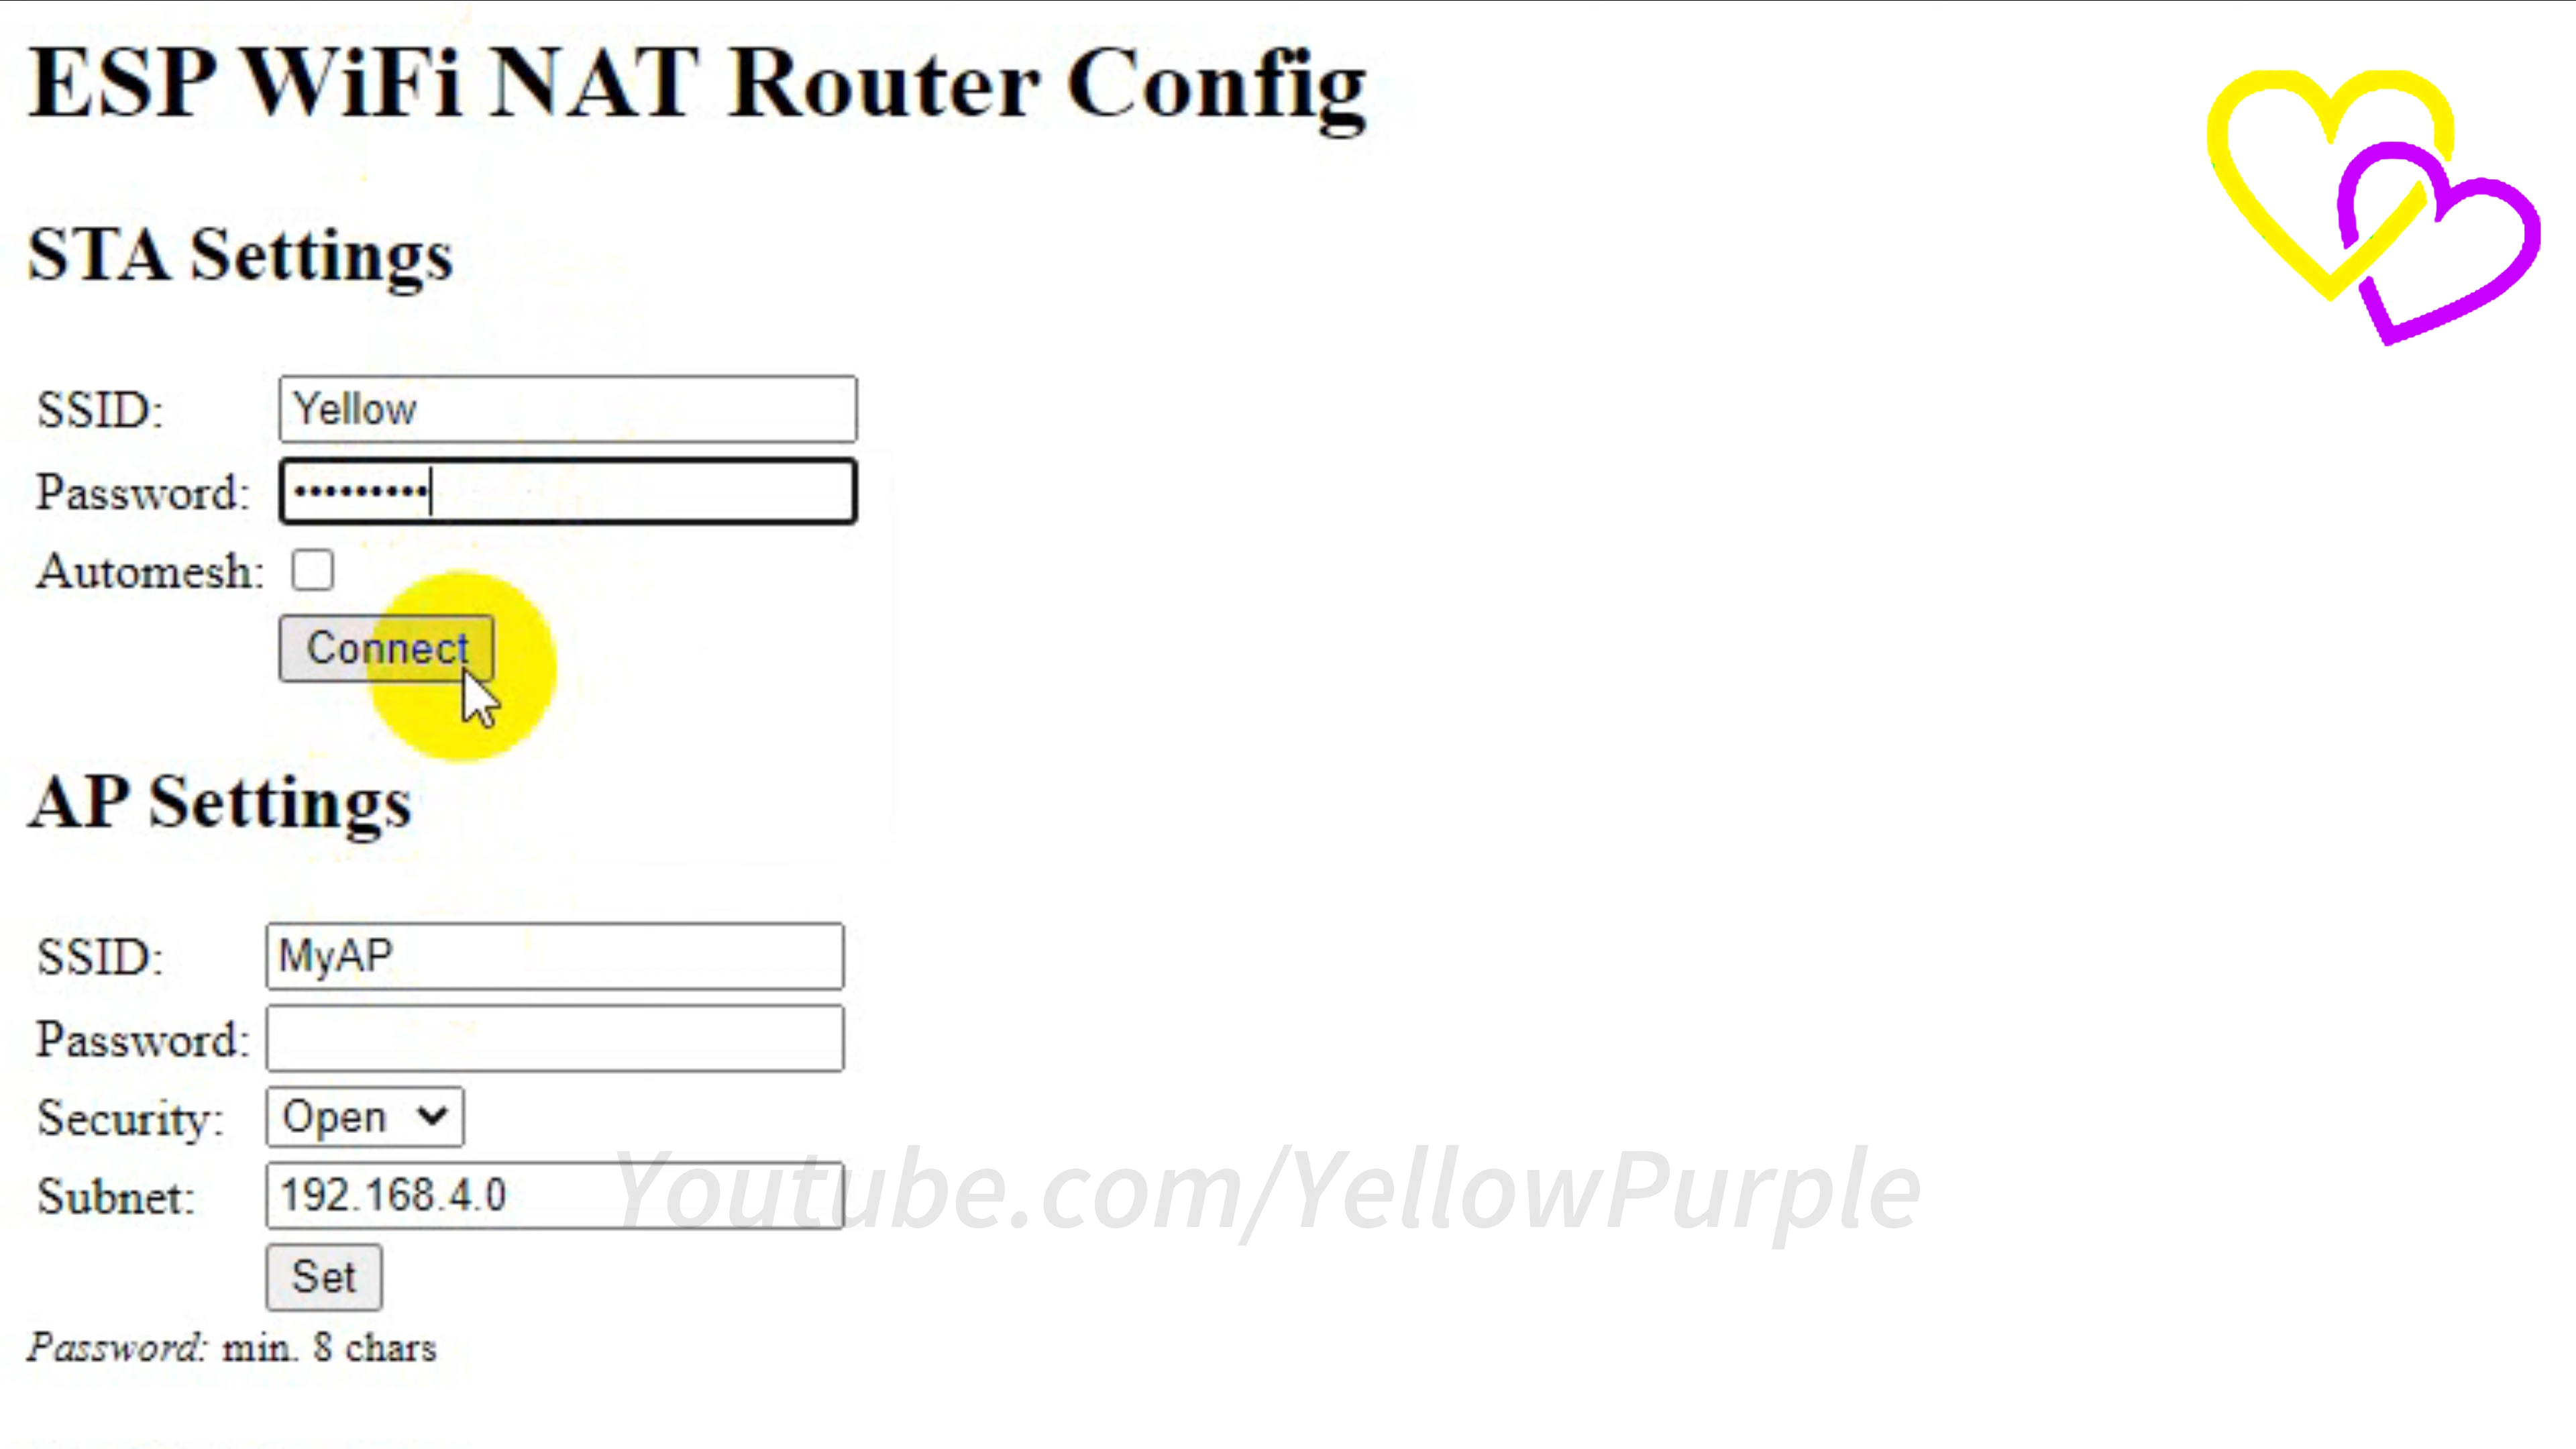 ESP WiFi NAT Router Config
STA Settings
SSID: Yellow
Password: •••••••••
Automesh:
Connect
AP Settings
SSID: MyAP
Password:
Security: Open
Subnet: 192.168.4.0
Youtube.com/YellowPurple
Set
Password: min. 8 chars